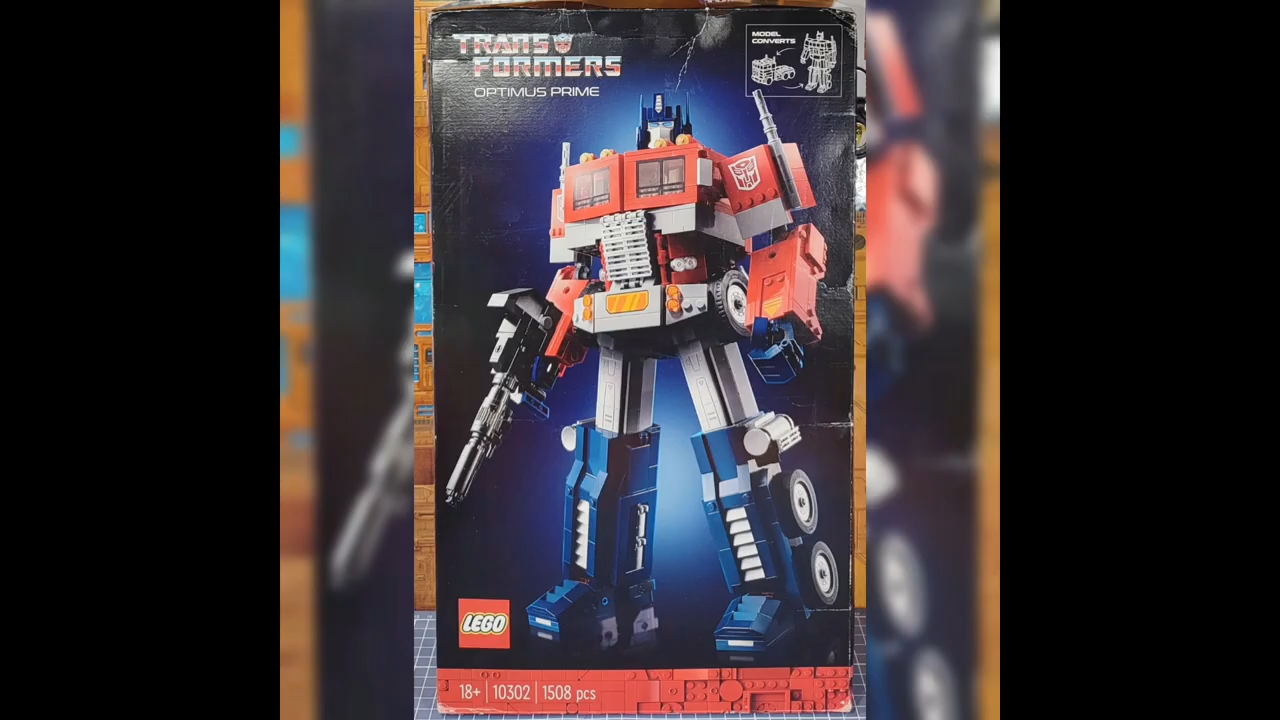 TRANS
FORMERS
OPTIMUS PRIME
MODEL
CONVERTS
LEGO
18+ | 10302 | 1508 pcs